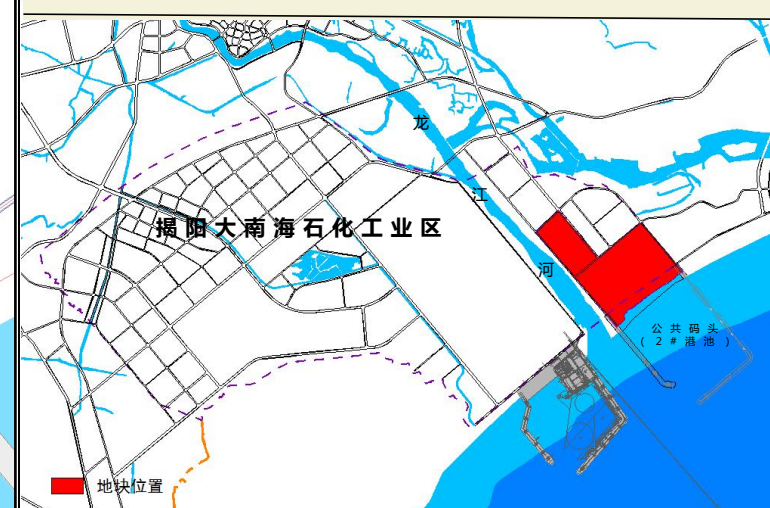 龙
江
河
揭阳大南海石化工业区
公共码头
(2#港池)
地块位置